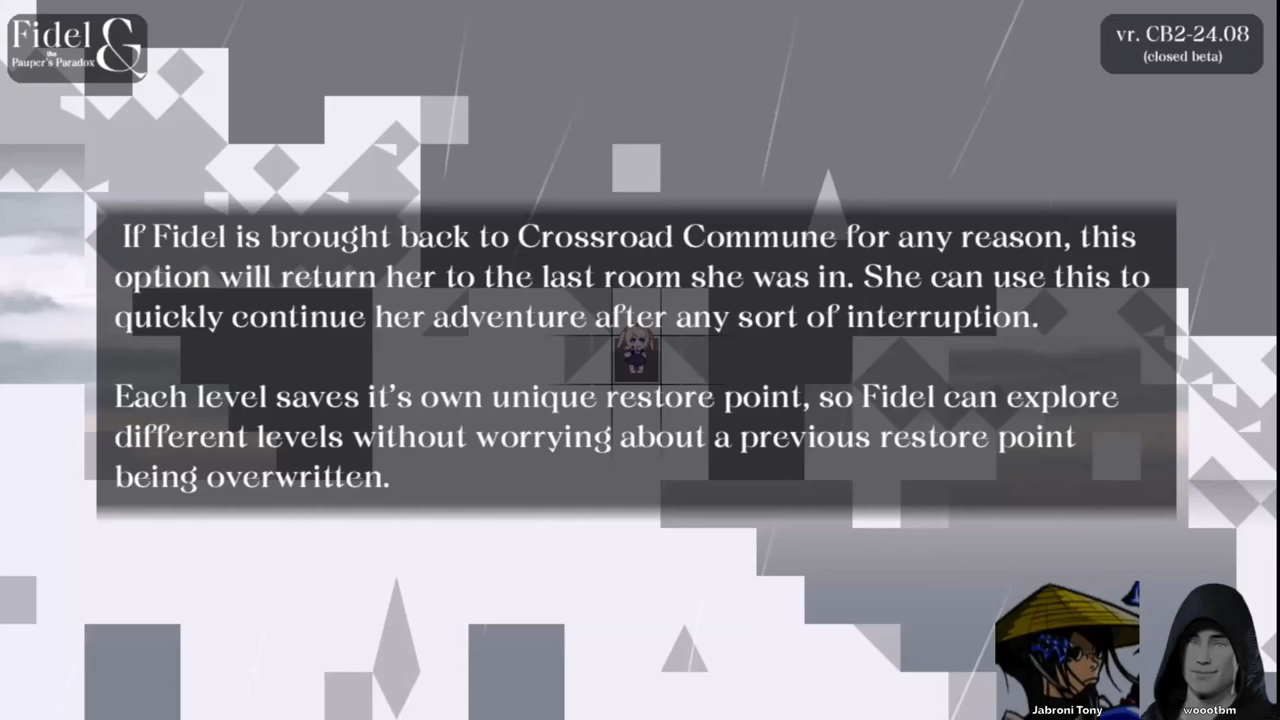 Fidel &
the
Pauper's Paradox
vr. CB2-24.08
(closed beta)
If Fidel is brought back to Crossroad Commune for any reason, this
option will return her to the last room she was in. She can use this to
quickly continue her adventure after any sort of interruption.
Each level saves it's own unique restore point, so Fidel can explore
different levels without worrying about a previous restore point
being overwritten.
Jabroni Tony
woootbm